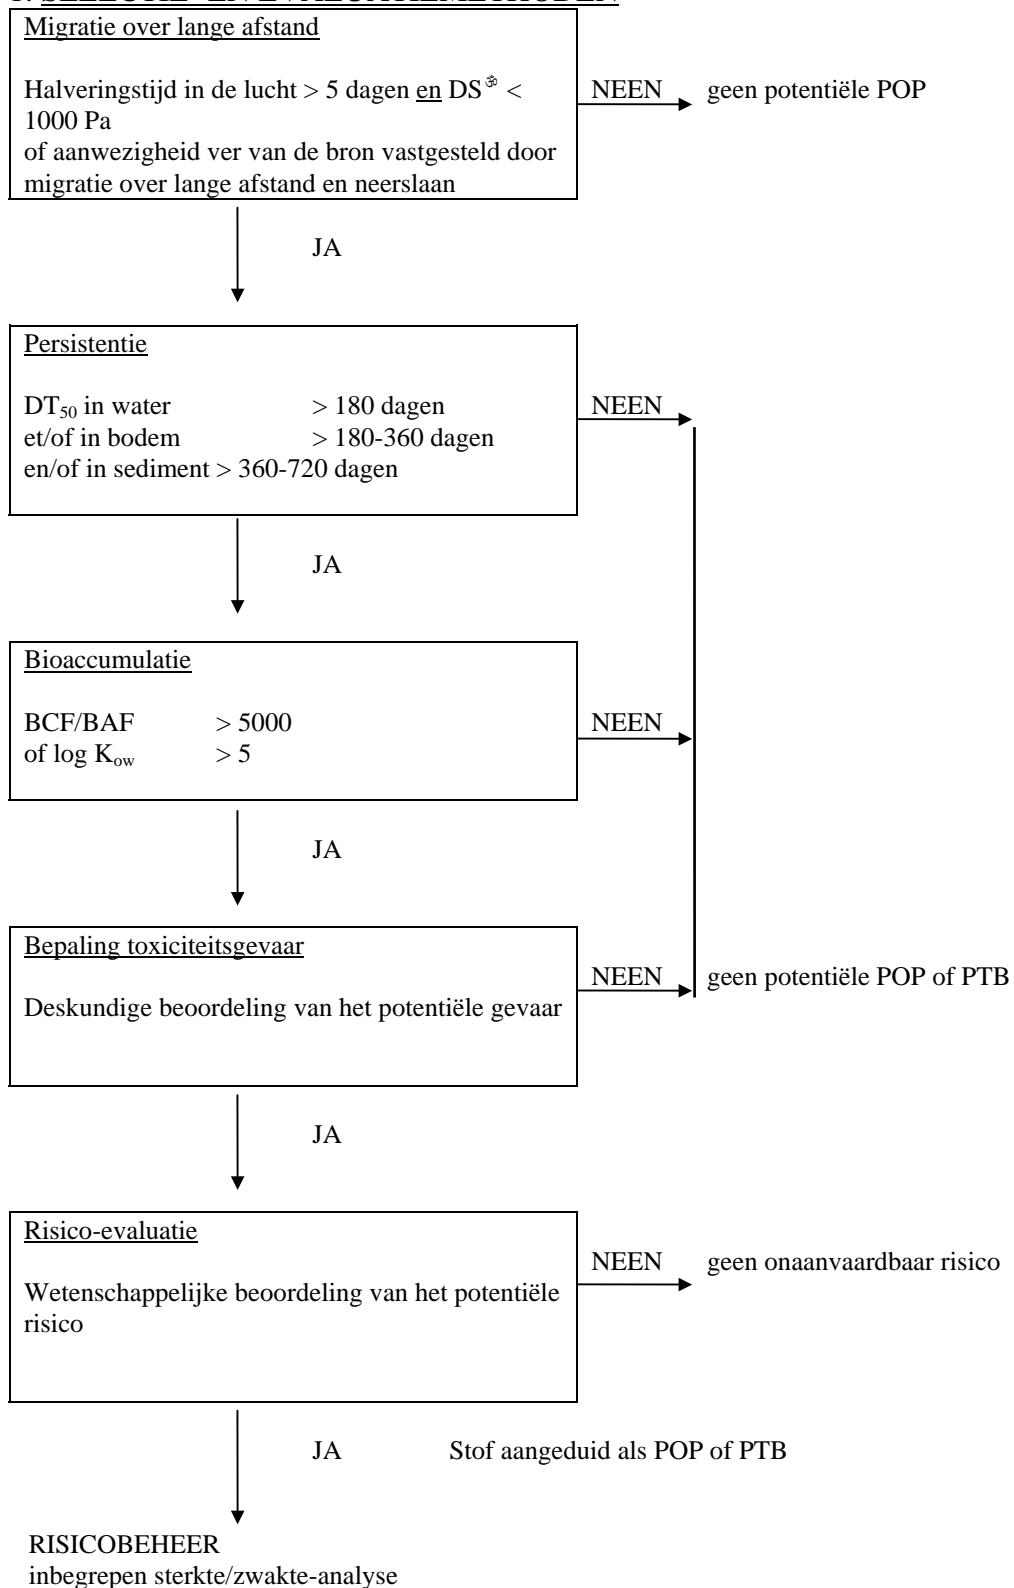 Migratie over lange afstand
Halveringstijd in de lucht > 5 dagen en DSॐ <
1000 Pa
of aanwezigheid ver van de bron vastgesteld door
migratie over lange afstand en neerslaan
NEEN
geen potentiële POP
JA
Persistentie
DT50 in water > 180 dagen
et/of in bodem > 180-360 dagen
en/of in sediment > 360-720 dagen
NEEN
JA
Bioaccumulatie
BCF/BAF > 5000
of log Kow > 5
NEEN
JA
Bepaling toxiciteitsgevaar
Deskundige beoordeling van het potentiële gevaar
NEEN
geen potentiële POP of PTB
JA
Risico-evaluatie
Wetenschappelijke beoordeling van het potentiële
risico
NEEN
geen onaanvaardbaar risico
JA
Stof aangeduid als POP of PTB
RISICOBEHEER
inbegrepen sterkte/zwakte-analyse